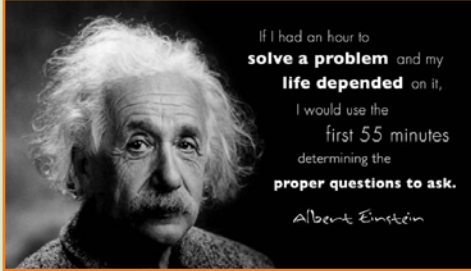 If I had an hour to
solve a problem and my
life depended on it,
I would use the
first 55 minutes
determining the
proper questions to ask.
Albert Einstein